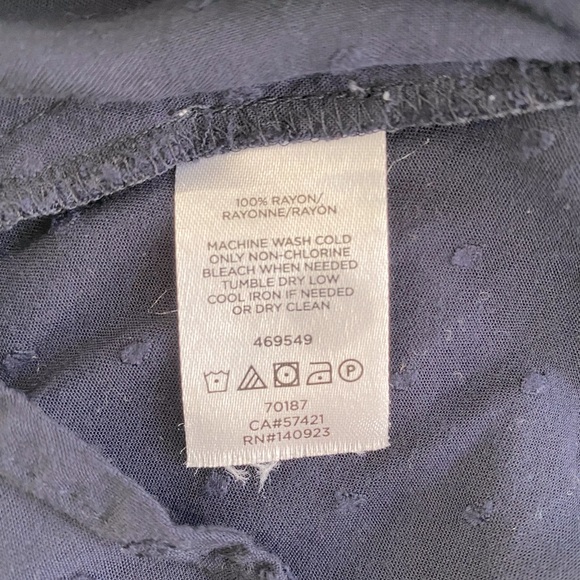 100% RAYON/
RAYONNE/RAYÓN
MACHINE WASH COLD
ONLY NON-CHLORINE
BLEACH WHEN NEEDED
TUMBLE DRY LOW
COOL IRON IF NEEDED
OR DRY CLEAN
469549
P
70187
CA#57421
RN#140923